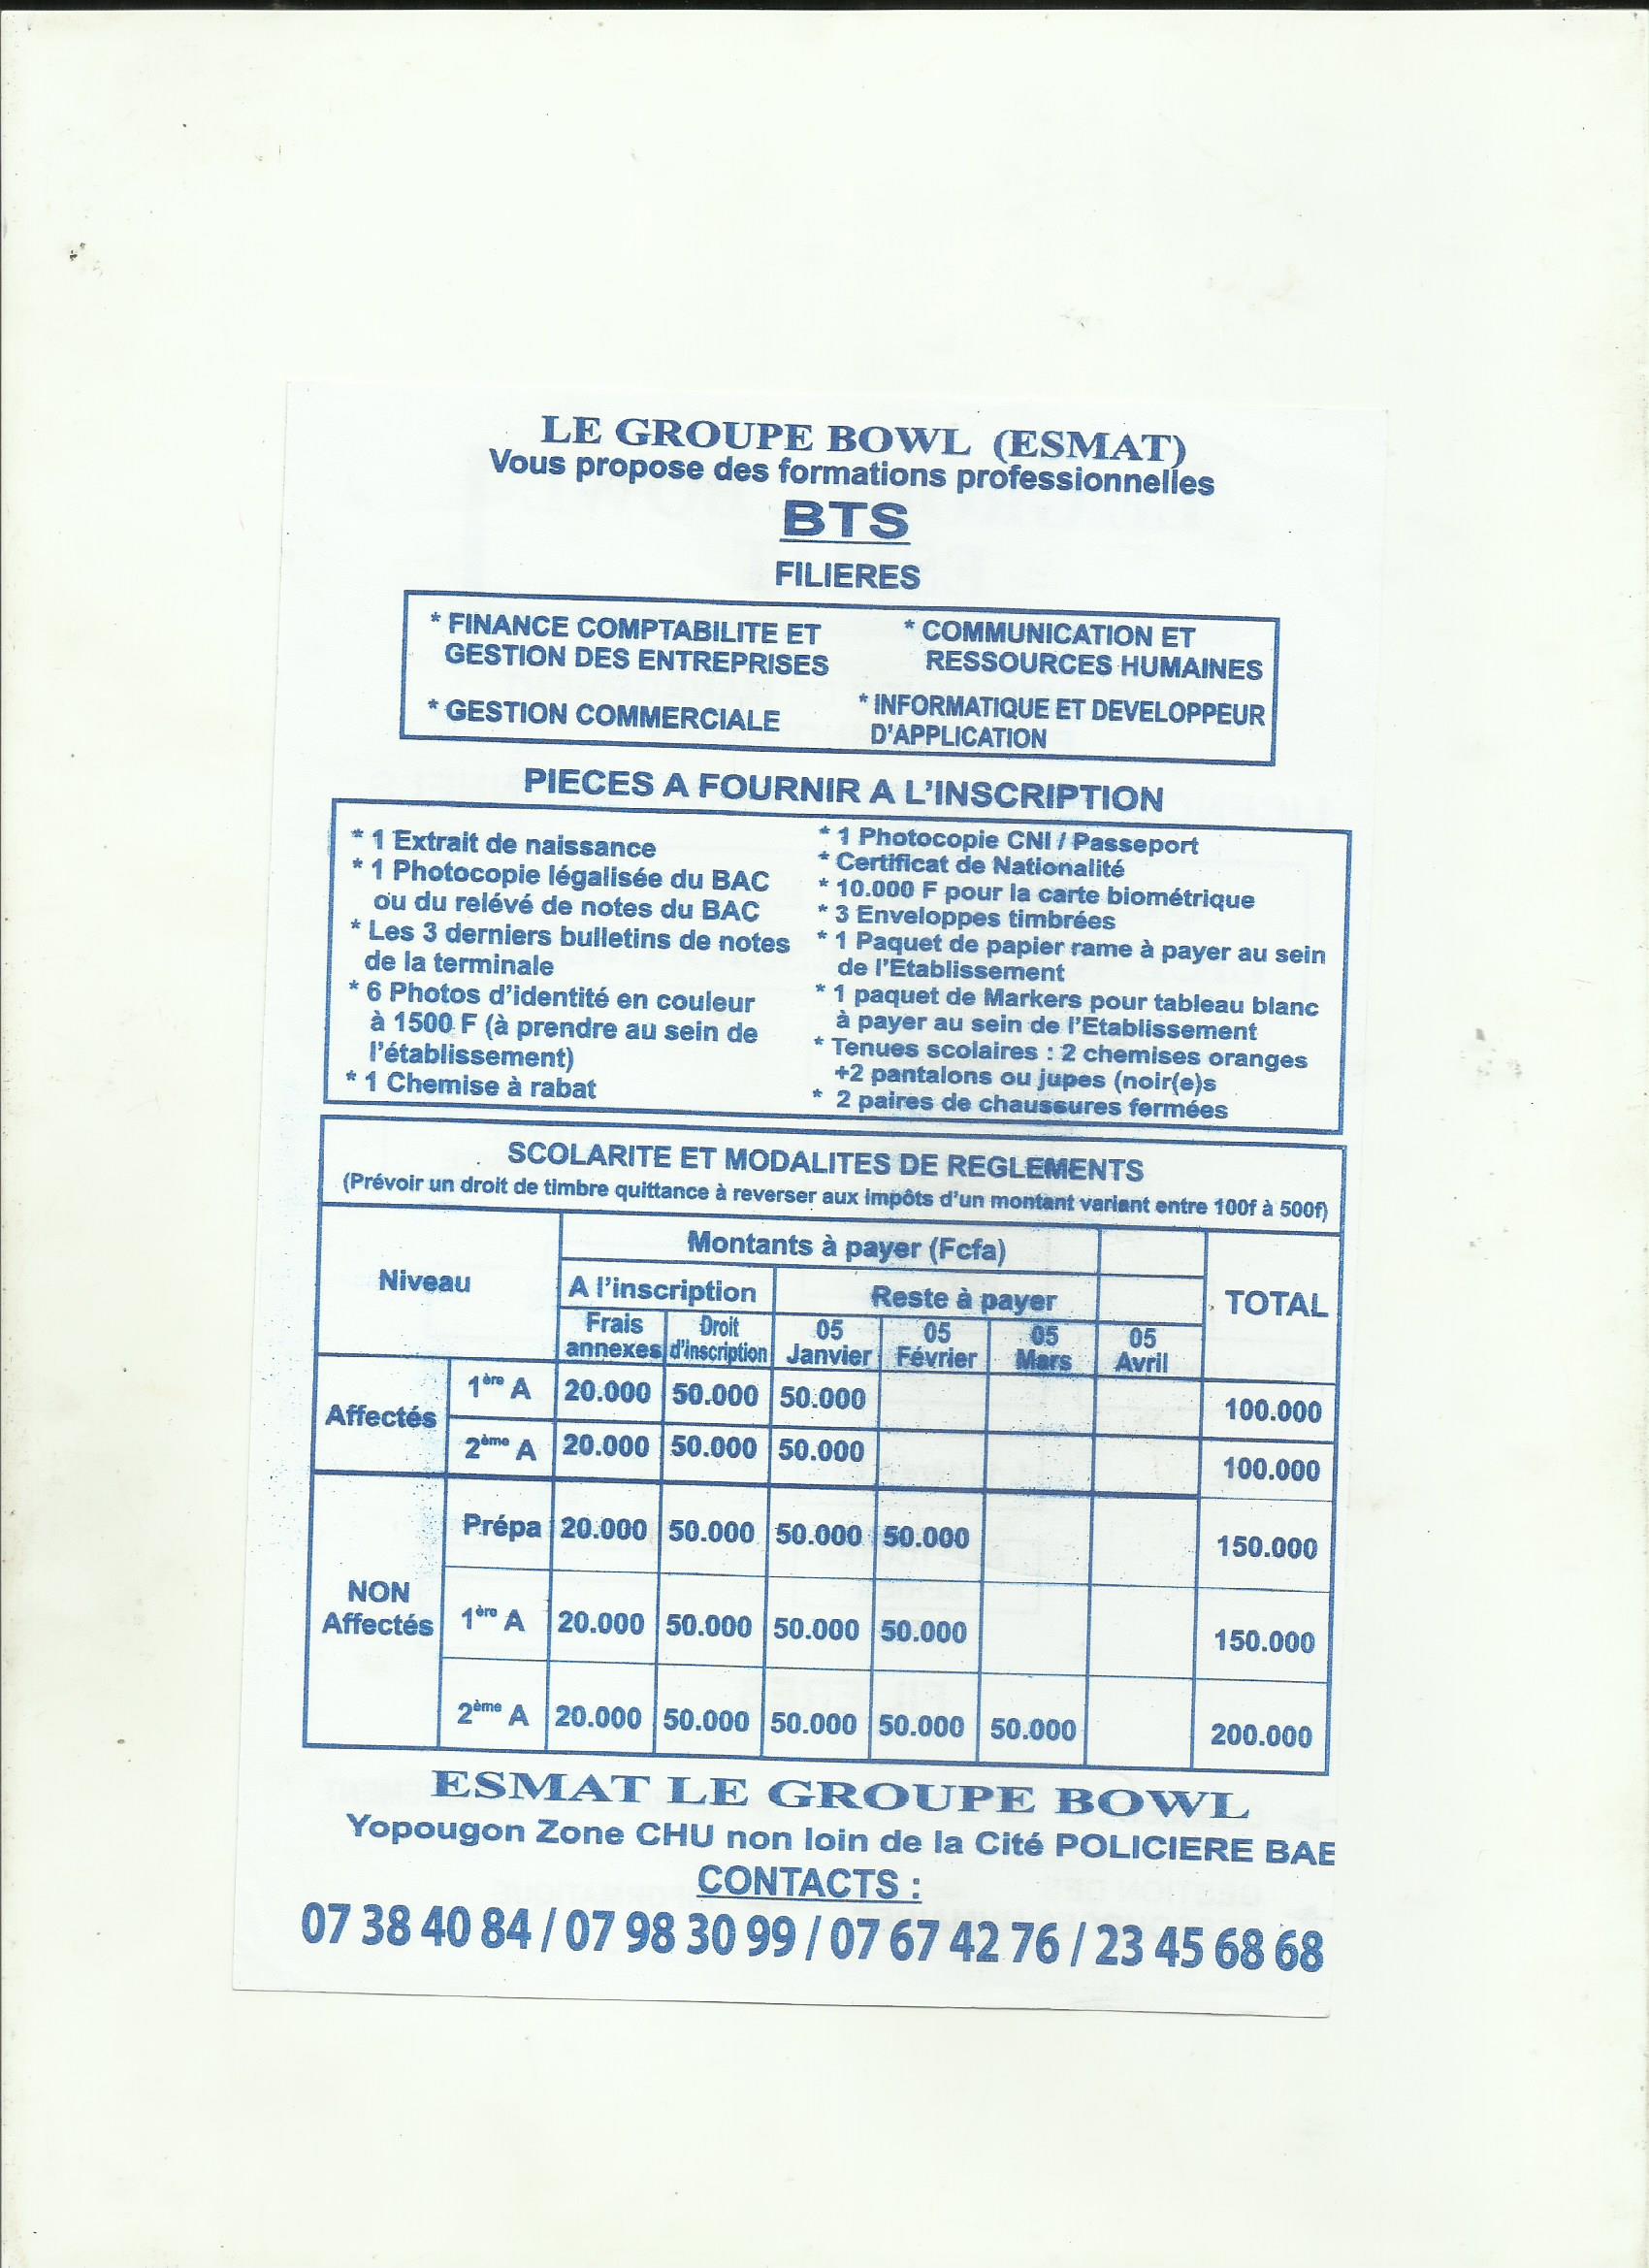 LE GROUPE BOWL (ESMAT)
Vous propose des formations professionnelles
BTS
FILIERES
* FINANCE COMPTABILITE ET
GESTION DES ENTREPRISES
* GESTION COMMERCIALE
* COMMUNICATION ET
RESSOURCES HUMAINES
* INFORMATIQUE ET DEVELOPPEUR
D'APPLICATION
PIECES A FOURNIR A L'INSCRIPTION
* 1 Extrait de naissance
* 1 Photocopie légalisée du BAC
ou du relévé de notes du BAC
* Les 3 derniers bulletins de notes
de la terminale
* 6 Photos d'identité en couleur
à 1500 F (à prendre au sein de
l'établissement)
* 1 Chemise à rabat
* 1 Photocopie CNI / Passeport
* Certificat de Nationalité
* 10.000 F pour la carte biométrique
* 3 Enveloppes timbrées
* 1 Paquet de papier rame à payer au sein
de l'Etablissement
* 1 paquet de Markers pour tableau blanc
à payer au sein de l'Etablissement
* Tenues scolaires : 2 chemises oranges
+2 pantalons ou jupes (noir(e)s
* 2 paires de chaussures fermées
SCOLARITE ET MODALITES DE REGLEMENTS
(Prévoir un droit de timbre quittance à reverser aux impôts d'un montant variant entre 100f à 500f)
Niveau
Montants à payer (Fcfa)
TOTAL
A l'inscription
Reste à payer
Frais annexes
Droit d'inscription
05 Janvier
05 Février
05 Mars
05 Avril
Affectés
1ère A 20.000 50.000 50.000 100.000
2ème A 20.000 50.000 50.000 100.000
NON Affectés
Prépa 20.000 50.000 50.000 50.000 150.000
1ère A 20.000 50.000 50.000 50.000 150.000
2ème A 20.000 50.000 50.000 50.000 50.000 200.000
ESMAT LE GROUPE BOWL
Yopougon Zone CHU non loin de la Cité POLICIERE BAE
CONTACTS :
07 38 40 84 / 07 98 30 99 / 07 67 42 76 / 23 45 68 68